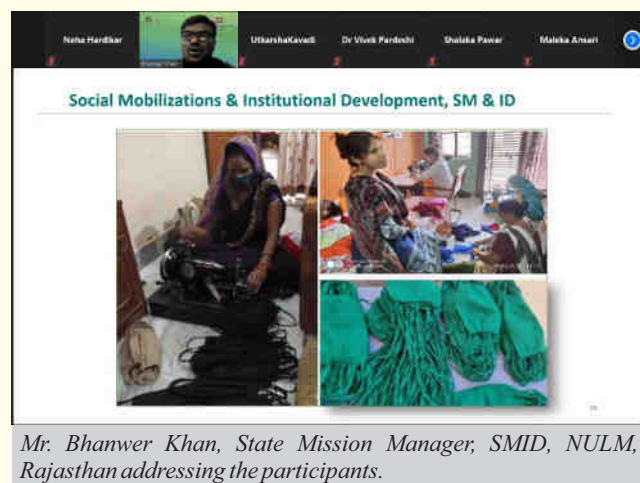 Neha Hardikar
UtkarshaKavadi
Dr Vivek Pardeshi
Shalaka Pawar
Maleka Ansari
Social Mobilizations & Institutional Development, SM & ID
Mr. Bhanwer Khan, State Mission Manager, SMID, NULM,
Rajasthan addressing the participants.